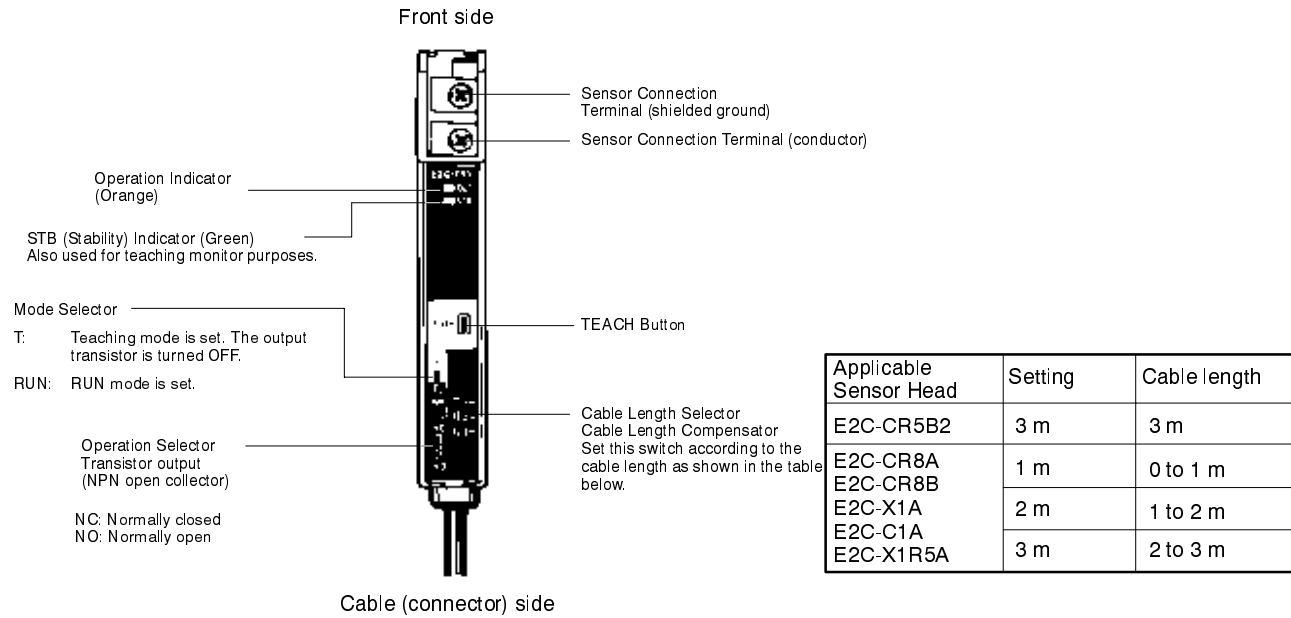 Front side
Sensor Connection
Terminal (shielded ground)
Sensor Connection Terminal (conductor)
Operation Indicator
(Orange)
STB (Stability) Indicator (Green)
Also used for teaching monitor purposes.
Mode Selector
T: Teaching mode is set. The output
transistor is turned OFF.
RUN: RUN mode is set.
TEACH Button
Cable Length Selector
Cable Length Compensator
Set this switch according to the
cable length as shown in the table
below.
Operation Selector
Transistor output
(NPN open collector)
NC: Normally closed
NO: Normally open
Cable (connector) side
Applicable
Sensor Head
Setting
Cable length
E2C-CR5B2
3 m
3 m
E2C-CR8A
E2C-CR8B
E2C-X1A
E2C-C1A
E2C-X1R5A
1 m
0 to 1 m
2 m
1 to 2 m
3 m
2 to 3 m